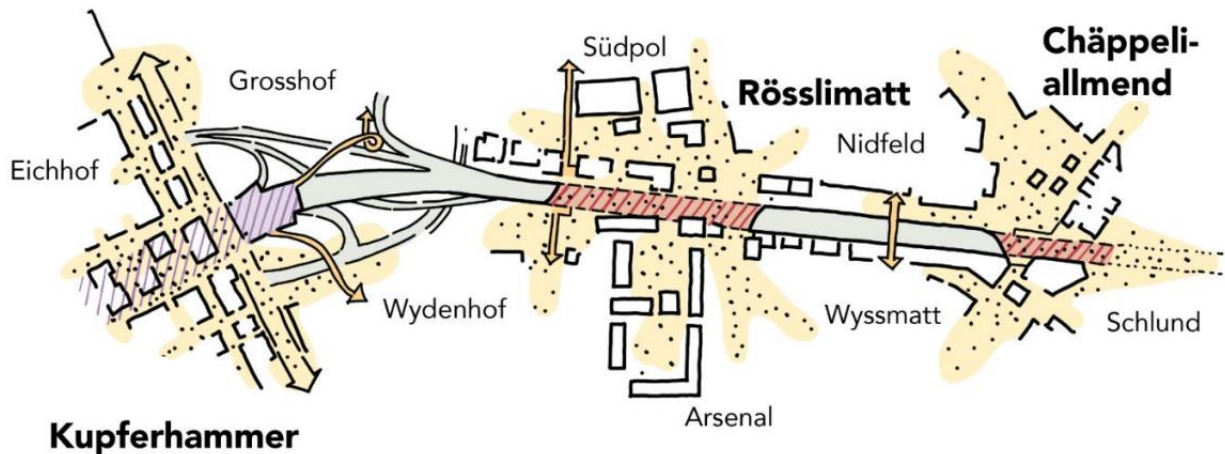 Südpol
Chäppeli-
allmend
Grosshof
Rösslimatt
Nidfeld
Eichhof
Wydenhof
Wyssmatt
Schlund
Arsenal
Kupferhammer